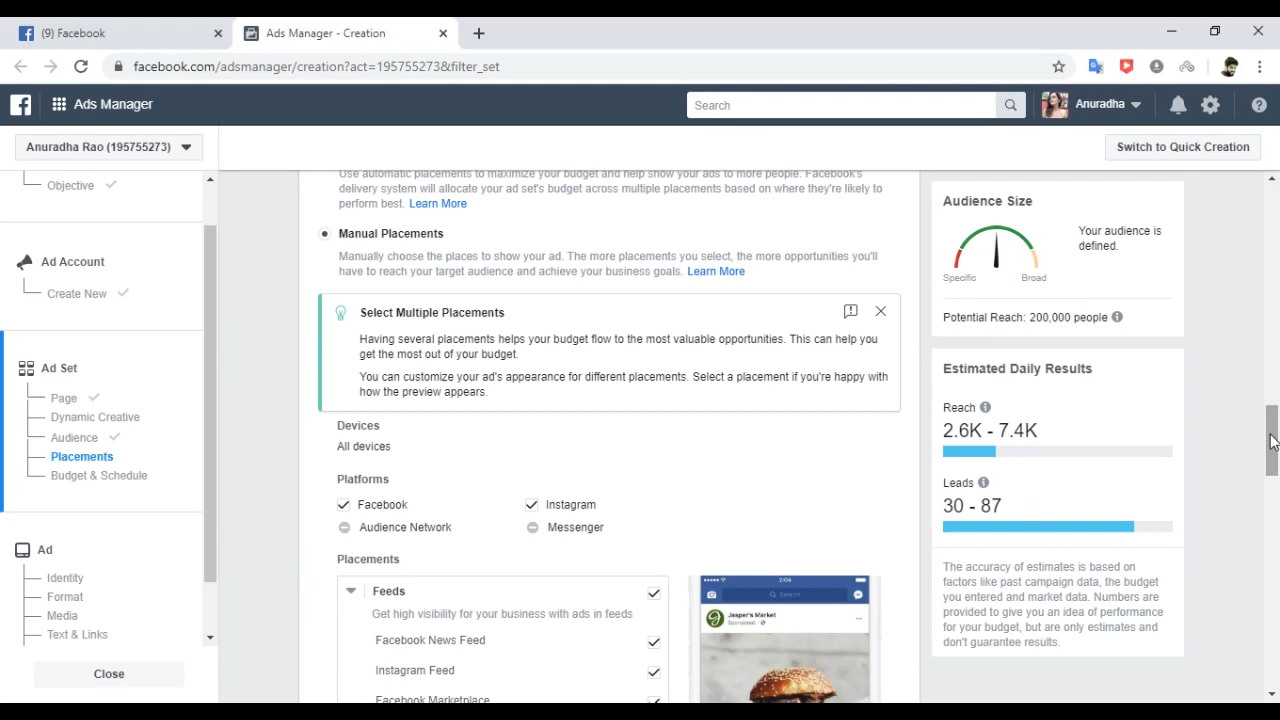 (9) Facebook
Ads Manager - Creation
facebook.com/adsmanager/creation?act=195755273&filter_set
Ads Manager
Search
Anuradha
Anuradha Rao (195755273)
Switch to Quick Creation
Objective
Ad Account
Create New
Ad Set
Page
Dynamic Creative
Audience
Placements
Budget & Schedule
Ad
Identity
Format
Media
Text & Links
Close
Use automatic placements to maximize your budget and help show your ads to more people. Facebook's
delivery system will allocate your ad set's budget across multiple placements based on where they're likely to
perform best. Learn More
Manual Placements
Manually choose the places to show your ad. The more placements you select, the more opportunities you'll
have to reach your target audience and achieve your business goals. Learn More
Select Multiple Placements
Having several placements helps your budget flow to the most valuable opportunities. This can help you
get the most out of your budget.
You can customize your ad's appearance for different placements. Select a placement if you're happy with
how the preview appears.
Devices
All devices
Platforms
Facebook
Instagram
Audience Network
Messenger
Placements
Feeds
Get high visibility for your business with ads in feeds
Facebook News Feed
Instagram Feed
Facebook Marketplace
2:04
Search
Jasper's Market
Sponsored
Audience Size
Your audience is
defined.
Specific
Broad
Potential Reach: 200,000 people
Estimated Daily Results
Reach
2.6K - 7.4K
Leads
30 - 87
The accuracy of estimates is based on
factors like past campaign data, the budget
you entered and market data. Numbers are
provided to give you an idea of performance
for your budget, but are only estimates and
don't guarantee results.